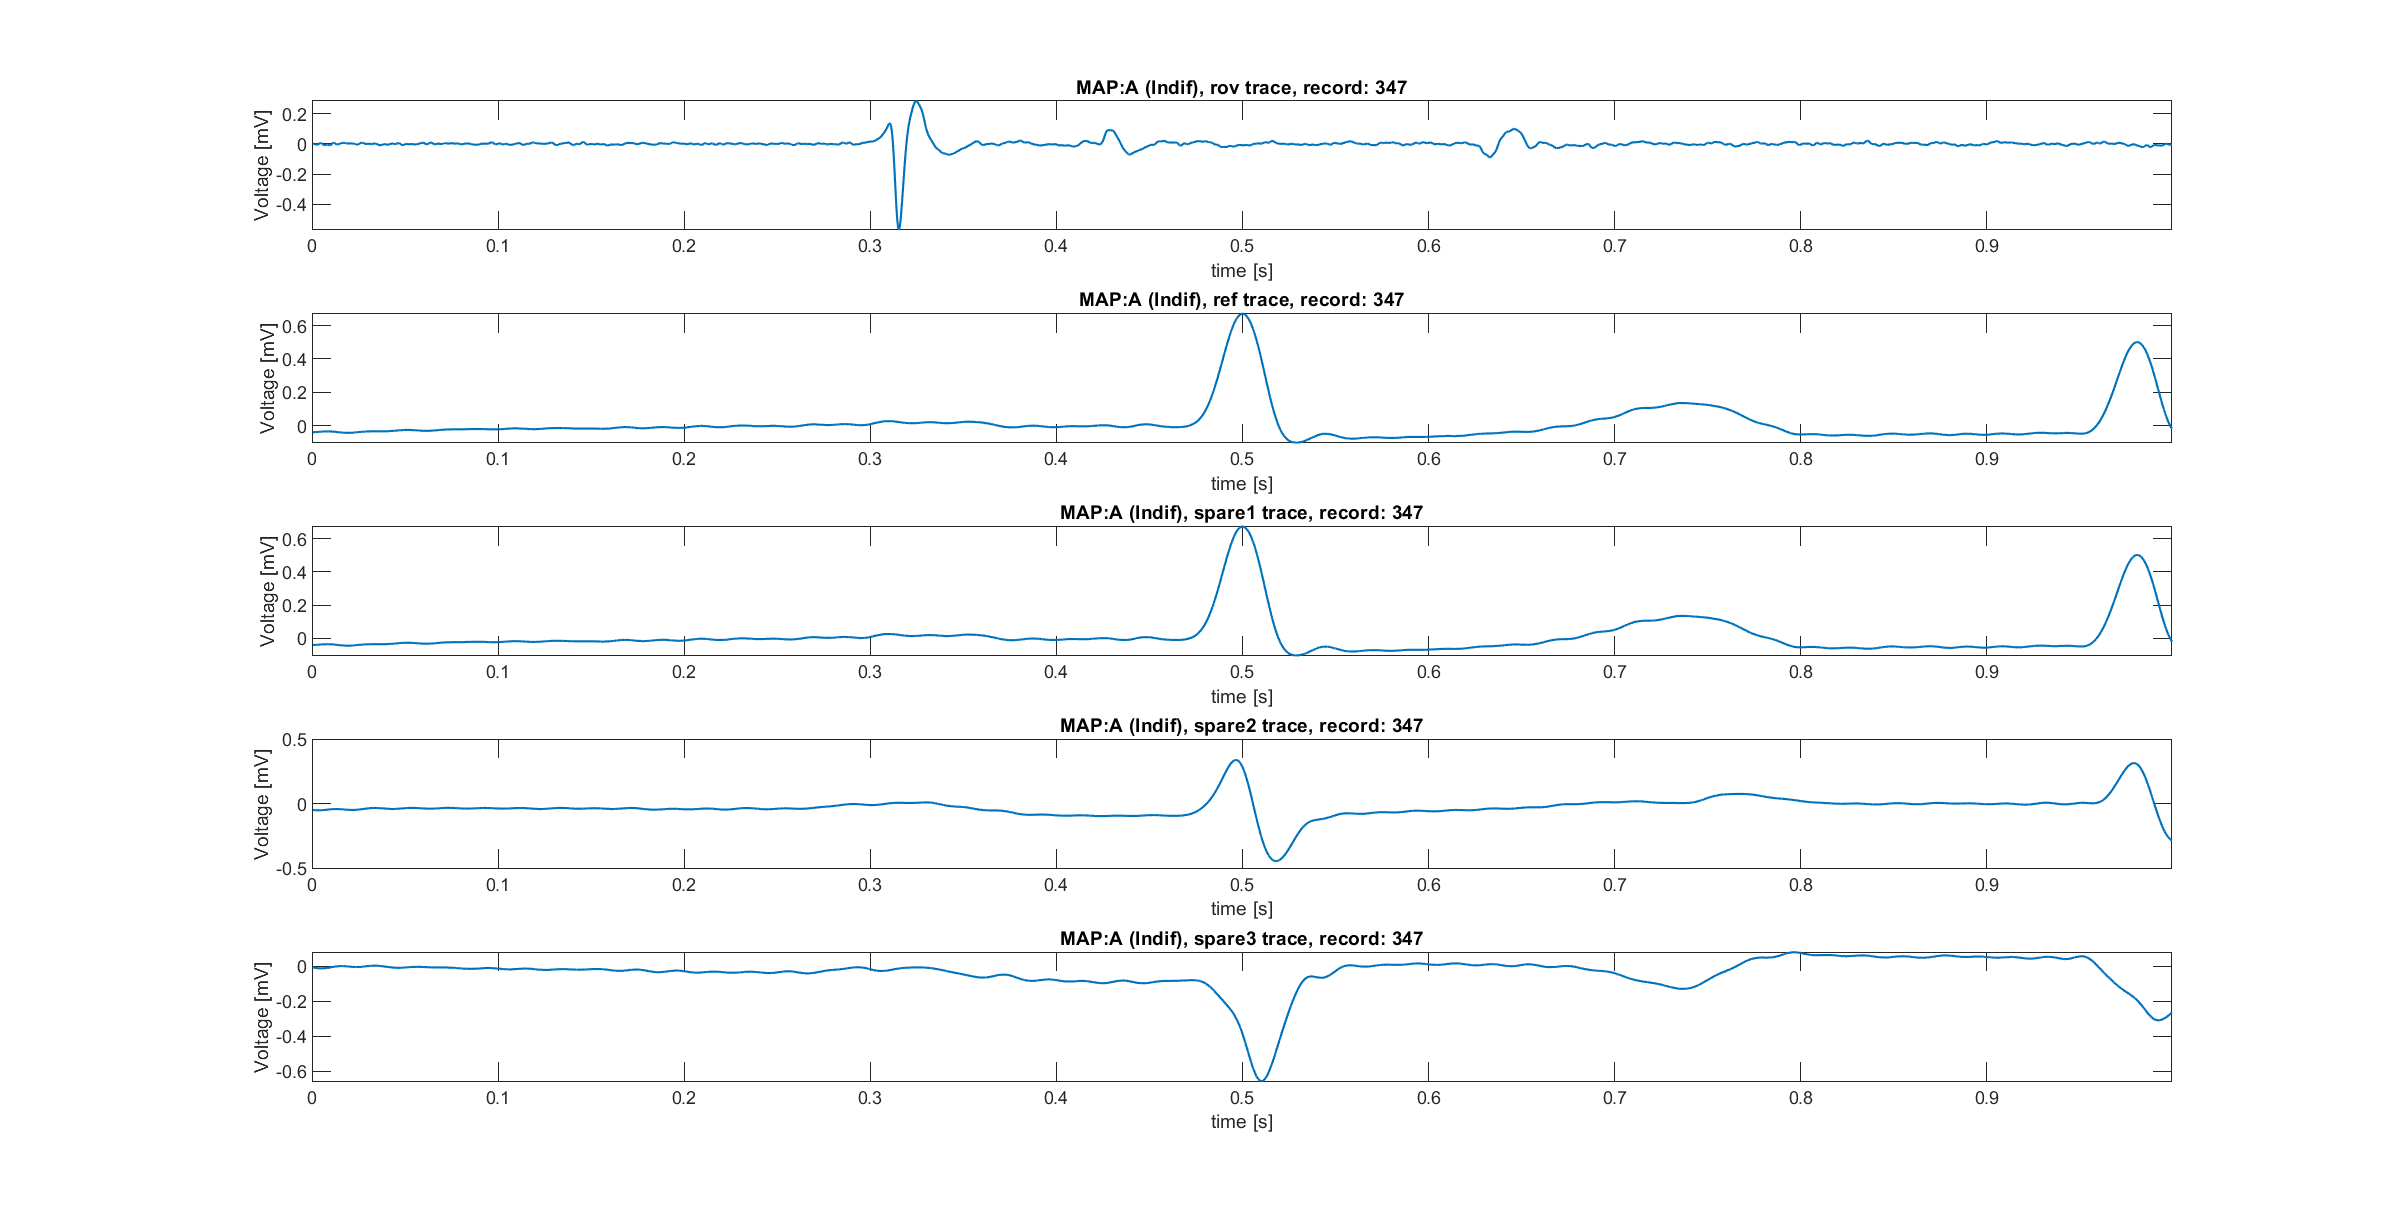 MAP:A (Indif), rov trace, record: 347
Voltage [mV]
0.2
0
-0.2
-0.4
0 0.1 0.2 0.3 0.4 0.5 0.6 0.7 0.8 0.9
time [s]
MAP:A (Indif), ref trace, record: 347
Voltage [mV]
0.6
0.4
0.2
0
0 0.1 0.2 0.3 0.4 0.5 0.6 0.7 0.8 0.9
time [s]
MAP:A (Indif), spare1 trace, record: 347
Voltage [mV]
0.6
0.4
0.2
0
0 0.1 0.2 0.3 0.4 0.5 0.6 0.7 0.8 0.9
time [s]
MAP:A (Indif), spare2 trace, record: 347
Voltage [mV]
0.5
0
-0.5
0 0.1 0.2 0.3 0.4 0.5 0.6 0.7 0.8 0.9
time [s]
MAP:A (Indif), spare3 trace, record: 347
Voltage [mV]
0
-0.2
-0.4
-0.6
0 0.1 0.2 0.3 0.4 0.5 0.6 0.7 0.8 0.9
time [s]